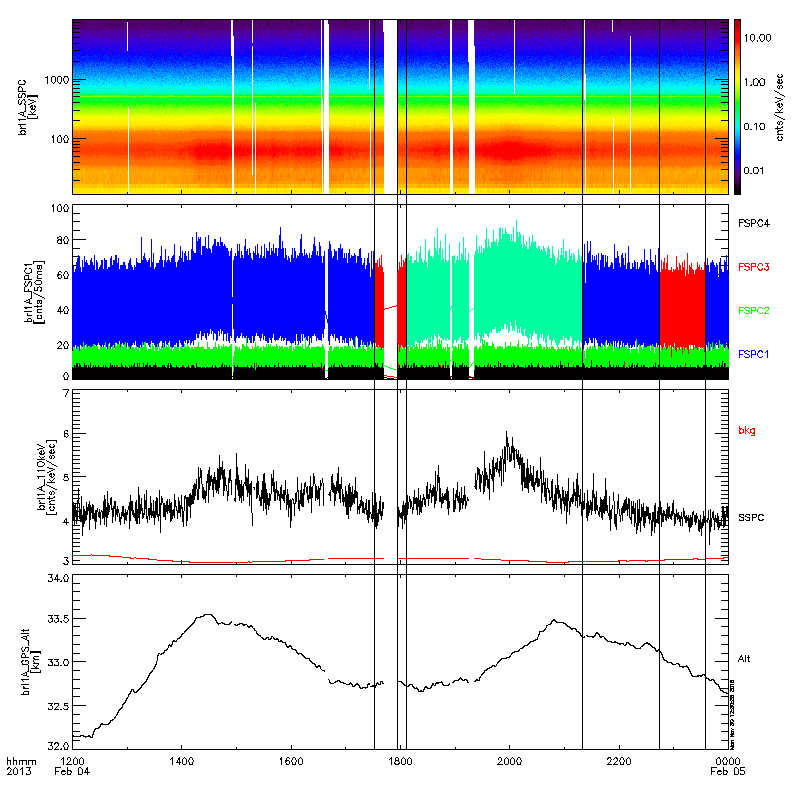 brl1A_SSPC
[keV]
1000
100
10.00
1.00
0.10
0.01
cnts/keV/sec
brl1A_FSPC1
[cnts/50ms]
100
80
60
40
20
0
FSPC4
FSPC3
FSPC2
FSPC1
brl1A_110keV
[cnts/keV/sec]
7
6
5
4
3
bkg
SSPC
brl1A_GPS_Alt
[km]
34.0
33.5
33.0
32.5
32.0
Alt
hhmm
1200 1400 1600 1800 2000 2200 0000
2013 Feb 04 Feb 05